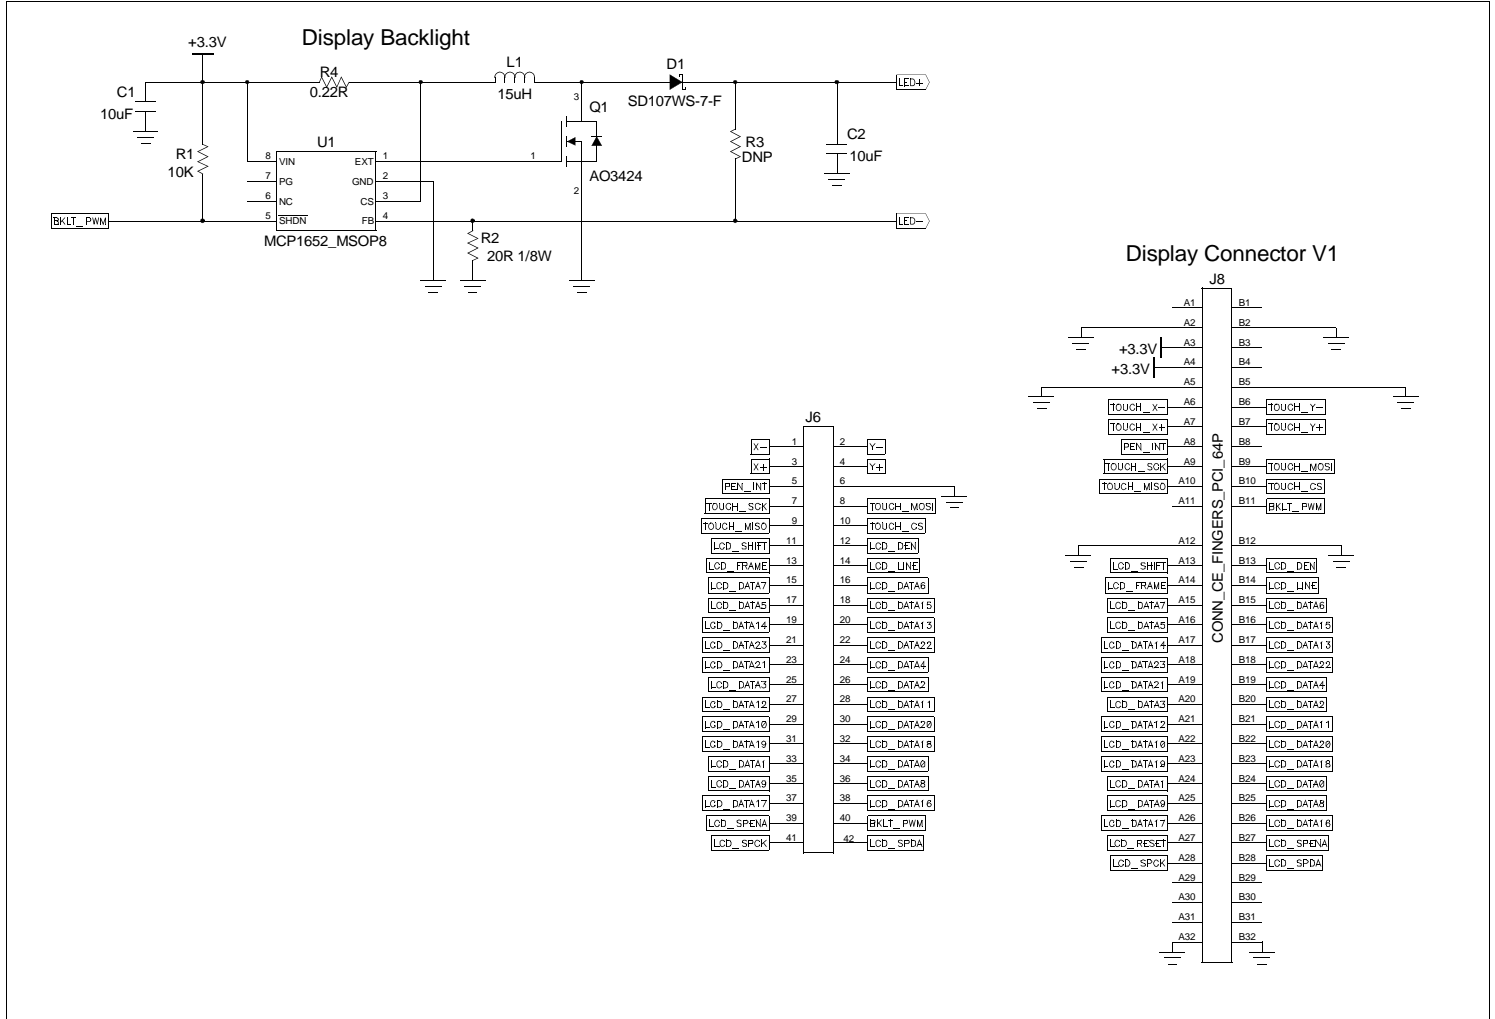 Display Backlight
+3.3V
R4
0.22R
L1
15uH
D1
SD107WS-7-F
LED+
C1
10uF
3
Q1
1
AO3424
2
R3
DNP
C2
10uF
R1
10K
U1
8 VIN EXT 1
7 PG GND 2
6 NC CS 3
5 SHDN FB 4
MCP1652_MSOP8
BKLT_PWM
R2
20R 1/8W
LED-
Display Connector V1
J8
A1 B1
A2 B2
+3.3V A3 B3
+3.3V A4 B4
A5 B5
TOUCH_X- A6 B6 TOUCH_Y-
TOUCH_X+ A7 B7 TOUCH_Y+
PEN_INT A8 B8
TOUCH_SCK A9 B9 TOUCH_MOSI
TOUCH_MISO A10 B10 TOUCH_CS
A11 B11 BKLT_PWM
A12 B12
LCD_SHIFT A13 B13 LCD_DEN
LCD_FRAME A14 B14 LCD_LINE
LCD_DATA7 A15 B15 LCD_DATA6
LCD_DATA5 A16 B16 LCD_DATA15
LCD_DATA14 A17 B17 LCD_DATA13
LCD_DATA23 A18 B18 LCD_DATA22
LCD_DATA21 A19 B19 LCD_DATA4
LCD_DATA3 A20 B20 LCD_DATA2
LCD_DATA12 A21 B21 LCD_DATA11
LCD_DATA10 A22 B22 LCD_DATA20
LCD_DATA19 A23 B23 LCD_DATA18
LCD_DATA1 A24 B24 LCD_DATA0
LCD_DATA9 A25 B25 LCD_DATA8
LCD_DATA17 A26 B26 LCD_DATA16
LCD_RESET A27 B27 LCD_SPENA
LCD_SPCK A28 B28 LCD_SPDA
A29 B29
A30 B30
A31 B31
A32 B32
CONN_CE_FINGERS_PCI_64P
J6
X- 1 2 Y-
X+ 3 4 Y+
PEN_INT 5 6
TOUCH_SCK 7 8 TOUCH_MOSI
TOUCH_MISO 9 10 TOUCH_CS
LCD_SHIFT 11 12 LCD_DEN
LCD_FRAME 13 14 LCD_LINE
LCD_DATA7 15 16 LCD_DATA6
LCD_DATA5 17 18 LCD_DATA15
LCD_DATA14 19 20 LCD_DATA13
LCD_DATA23 21 22 LCD_DATA22
LCD_DATA21 23 24 LCD_DATA4
LCD_DATA3 25 26 LCD_DATA2
LCD_DATA12 27 28 LCD_DATA11
LCD_DATA10 29 30 LCD_DATA20
LCD_DATA19 31 32 LCD_DATA18
LCD_DATA1 33 34 LCD_DATA0
LCD_DATA9 35 36 LCD_DATA8
LCD_DATA17 37 38 LCD_DATA16
LCD_SPENA 39 40 BKLT_PWM
LCD_SPCK 41 42 LCD_SPDA